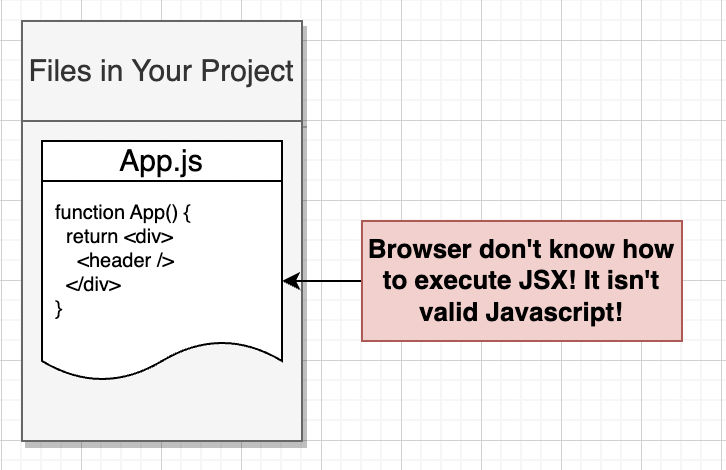 Files in Your Project
App.js
function App() {
  return <div>
    <header />
  </div>
}
Browser don't know how
to execute JSX! It isn't
valid Javascript!